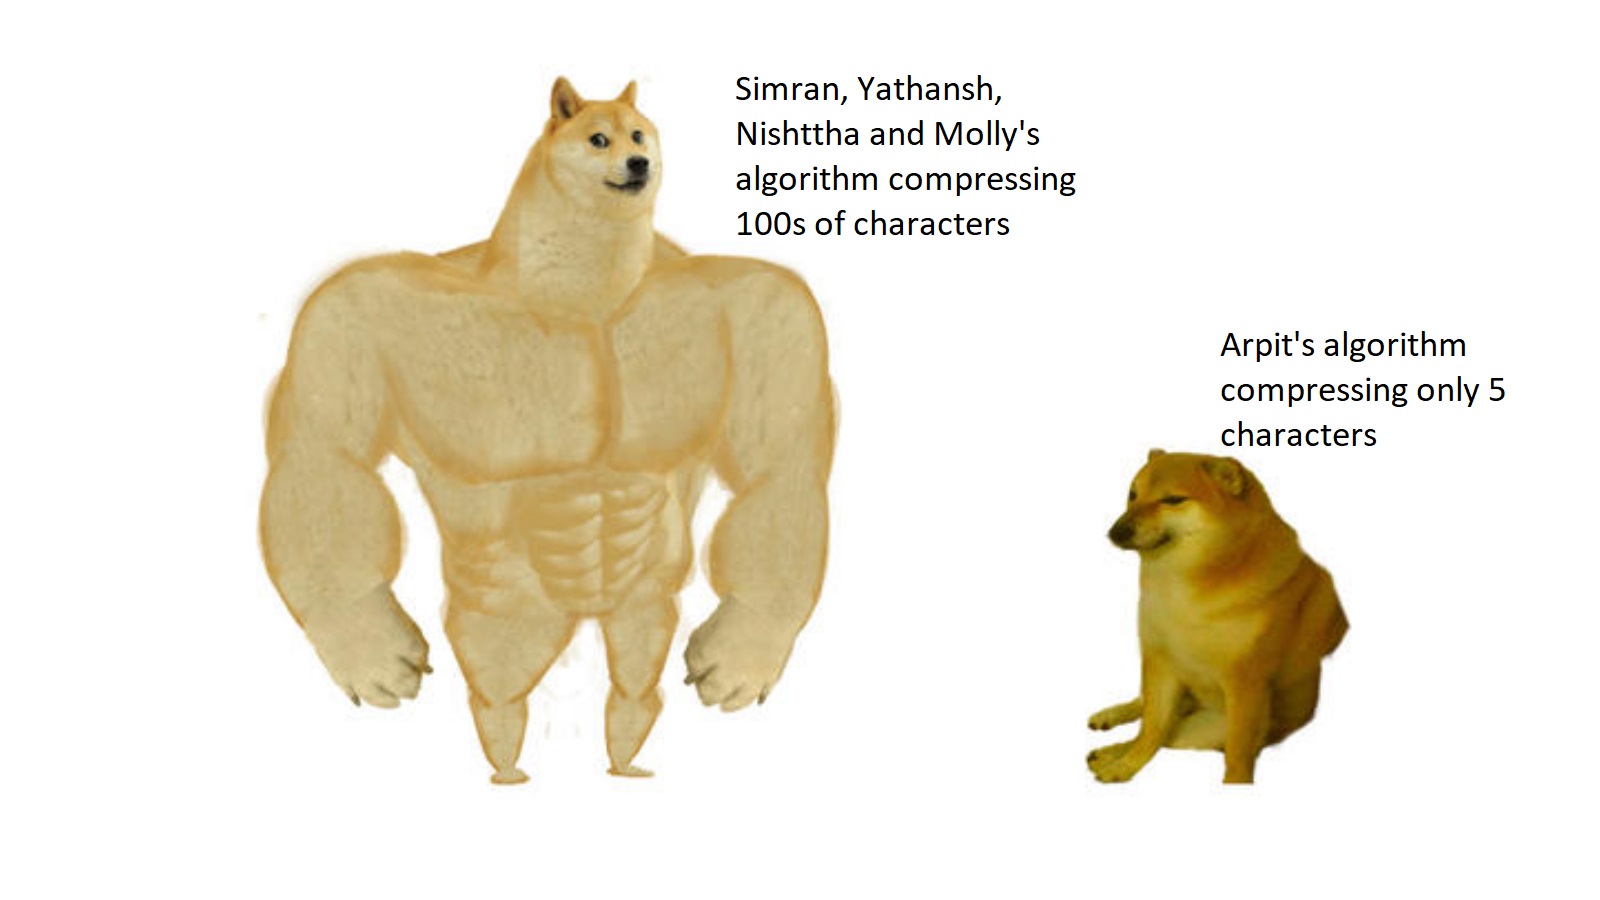 Simran, Yathansh,
Nishttha and Molly's
algorithm compressing
100s of characters
Arpit's algorithm
compressing only 5
characters